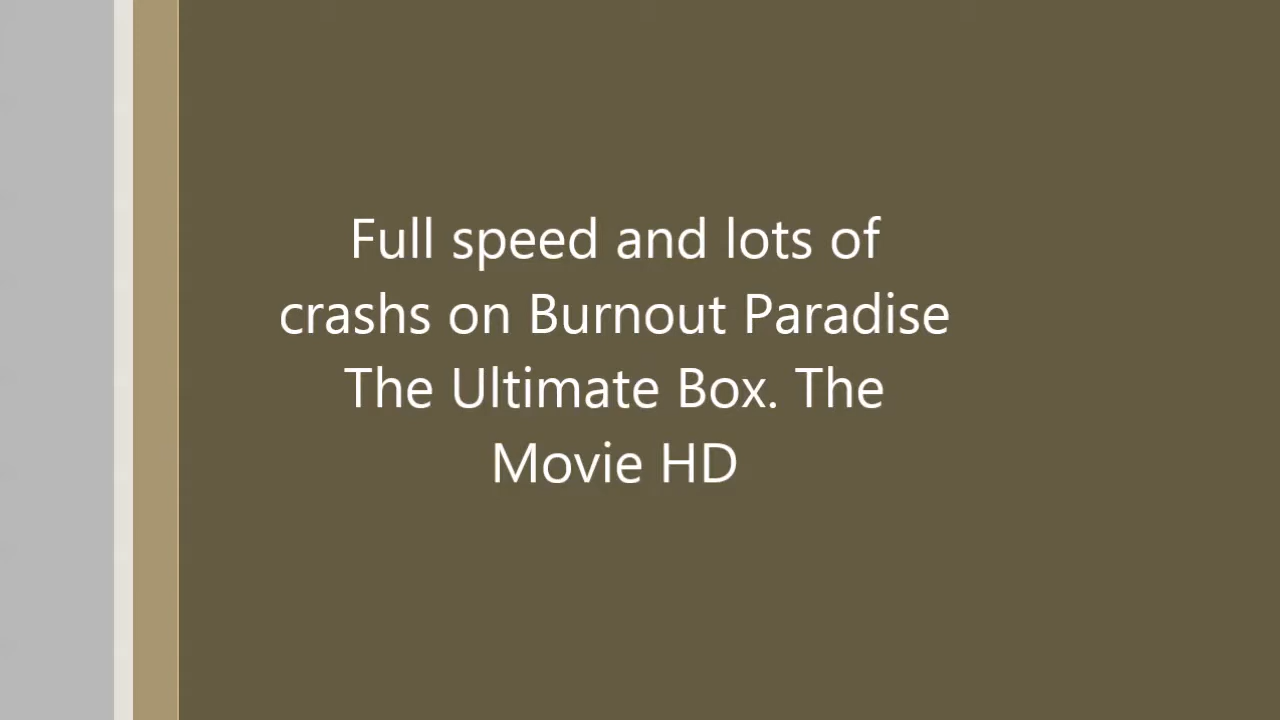 Full speed and lots of
crashs on Burnout Paradise
The Ultimate Box. The
Movie HD